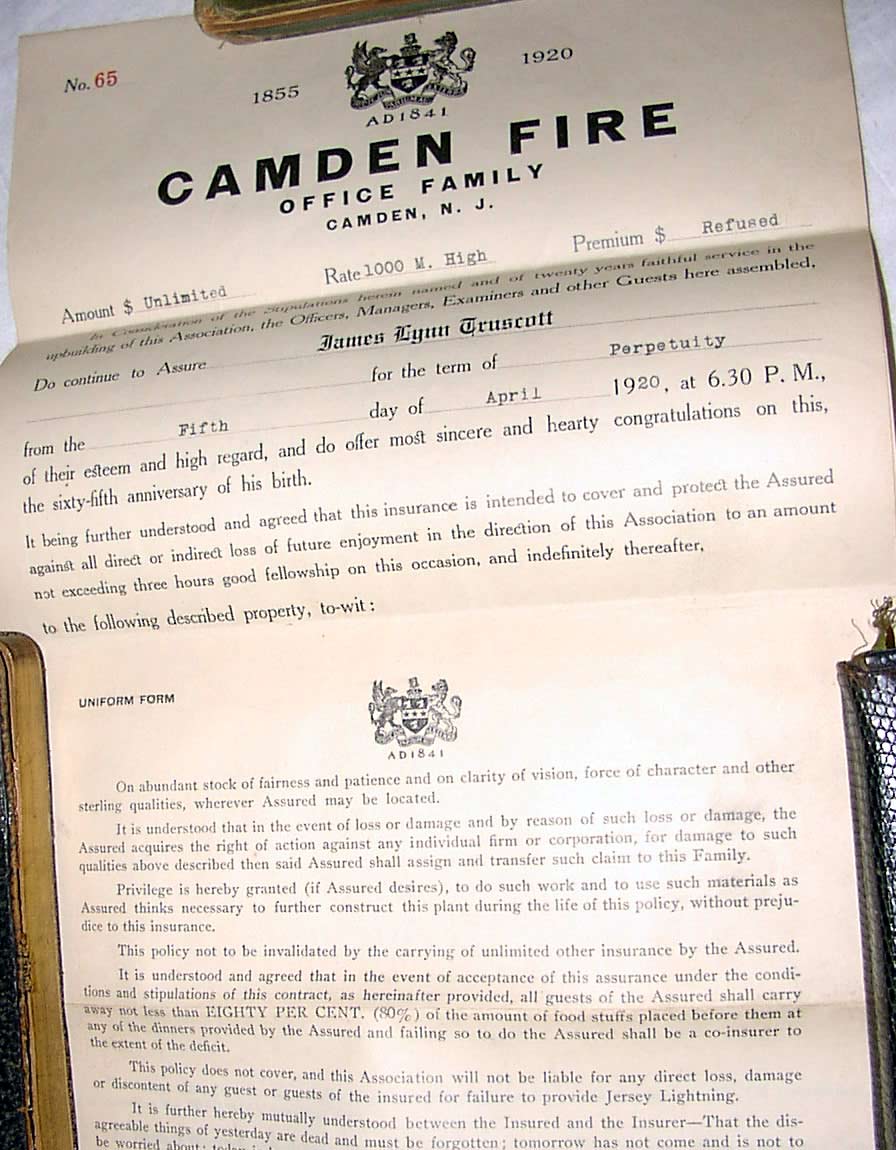 No. 65
1855
1920
AD1841
CAMDEN FIRE
OFFICE FAMILY
CAMDEN, N. J.
Amount $ Unlimited Rate 1000 M. High Premium $ Refused
In Consideration of the Stipulations herein named and of twenty years faithful service in the
upbuilding of this Association, the Officers, Managers, Examiners and other Guests here assembled,
Do continue to Assure James Lynn Truscott
for the term of Perpetuity
from the Fifth day of April 1920, at 6.30 P. M.,
of their esteem and high regard, and do offer most sincere and hearty congratulations on this,
the sixty-fifth anniversary of his birth.
It being further understood and agreed that this insurance is intended to cover and protect the Assured
against all direct or indirect loss of future enjoyment in the direction of this Association to an amount
not exceeding three hours good fellowship on this occasion, and indefinitely thereafter,
to the following described property, to-wit:
UNIFORM FORM
AD1841
On abundant stock of fairness and patience and on clarity of vision, force of character and other
sterling qualities, wherever Assured may be located.
It is understood that in the event of loss or damage and by reason of such loss or damage, the
Assured acquires the right of action against any individual firm or corporation, for damage to such
qualities above described then said Assured shall assign and transfer such claim to this Family.
Privilege is hereby granted (if Assured desires), to do such work and to use such materials as
Assured thinks necessary to further construct this plant during the life of this policy, without preju-
dice to this insurance.
This policy not to be invalidated by the carrying of unlimited other insurance by the Assured.
It is understood and agreed that in the event of acceptance of this assurance under the condi-
tions and stipulations of this contract, as hereinafter provided, all guests of the Assured shall carry
away not less than EIGHTY PER CENT. (80%) of the amount of food stuffs placed before them at
any of the dinners provided by the Assured and failing so to do the Assured shall be a co-insurer to
the extent of the deficit.
This policy does not cover, and this Association will not be liable for any direct loss, damage
or discontent of any guest or guests of the insured for failure to provide Jersey Lightning.
It is further hereby mutually understood between the Insured and the Insurer—That the dis-
agreeable things of yesterday are dead and must be forgotten; tomorrow has not come and is not to
be worried about; today